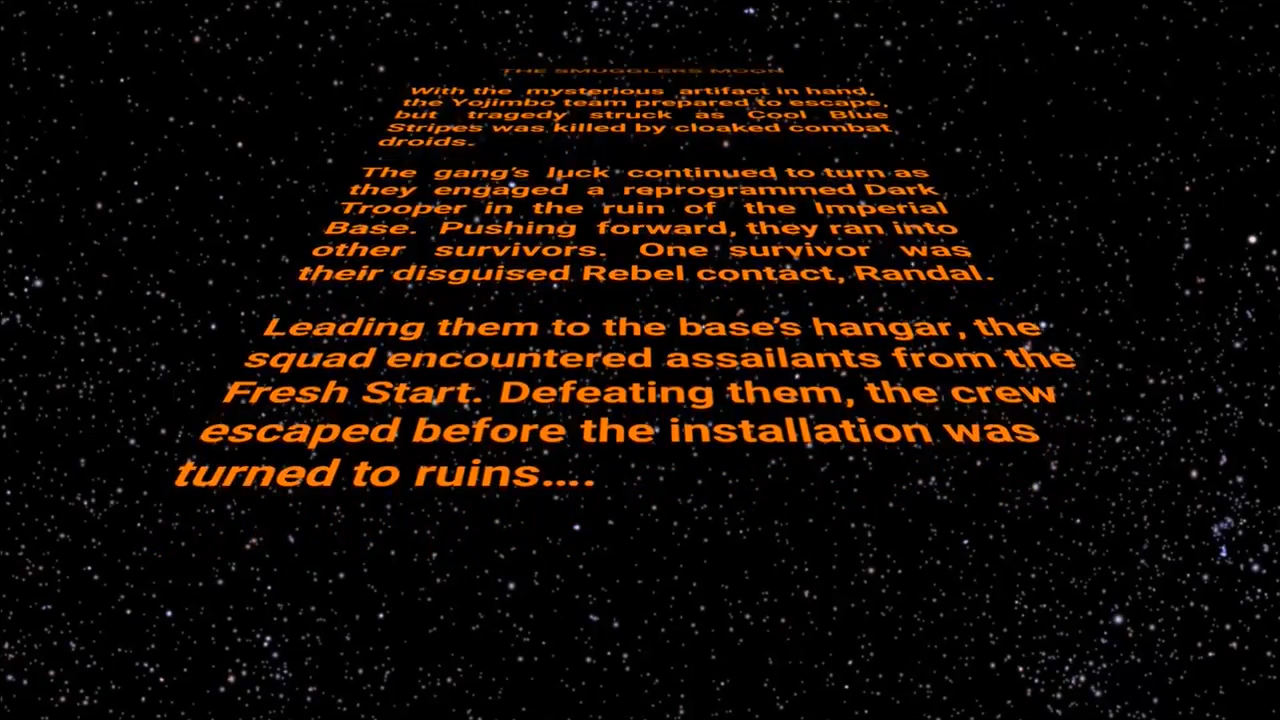 THE SMUGGLERS MOON
With the mysterious artifact in hand,
the Yojimbo team prepared to escape,
but tragedy struck as Cool Blue
Stripes was killed by cloaked combat
droids.
The gang's luck continued to turn as
they engaged a reprogrammed Dark
Trooper in the ruin of the Imperial
Base. Pushing forward, they ran into
other survivors. One survivor was
their disguised Rebel contact, Randal.
Leading them to the base's hangar, the
squad encountered assailants from the
Fresh Start. Defeating them, the crew
escaped before the installation was
turned to ruins....